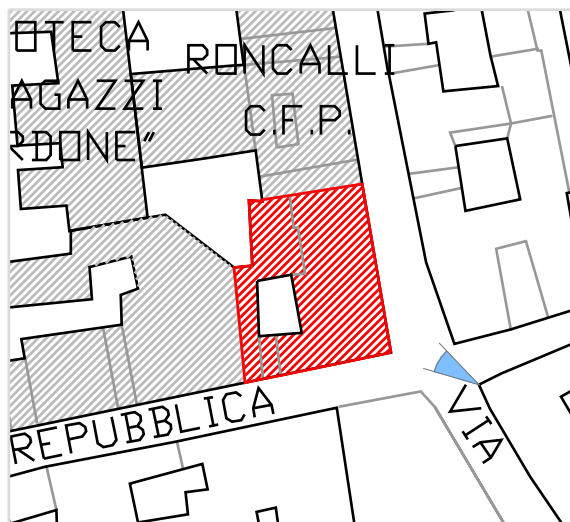 OTECA
RONCALLI
AGAZZI
C.F.P.
RDONE"
REPUBBLICA
VIA